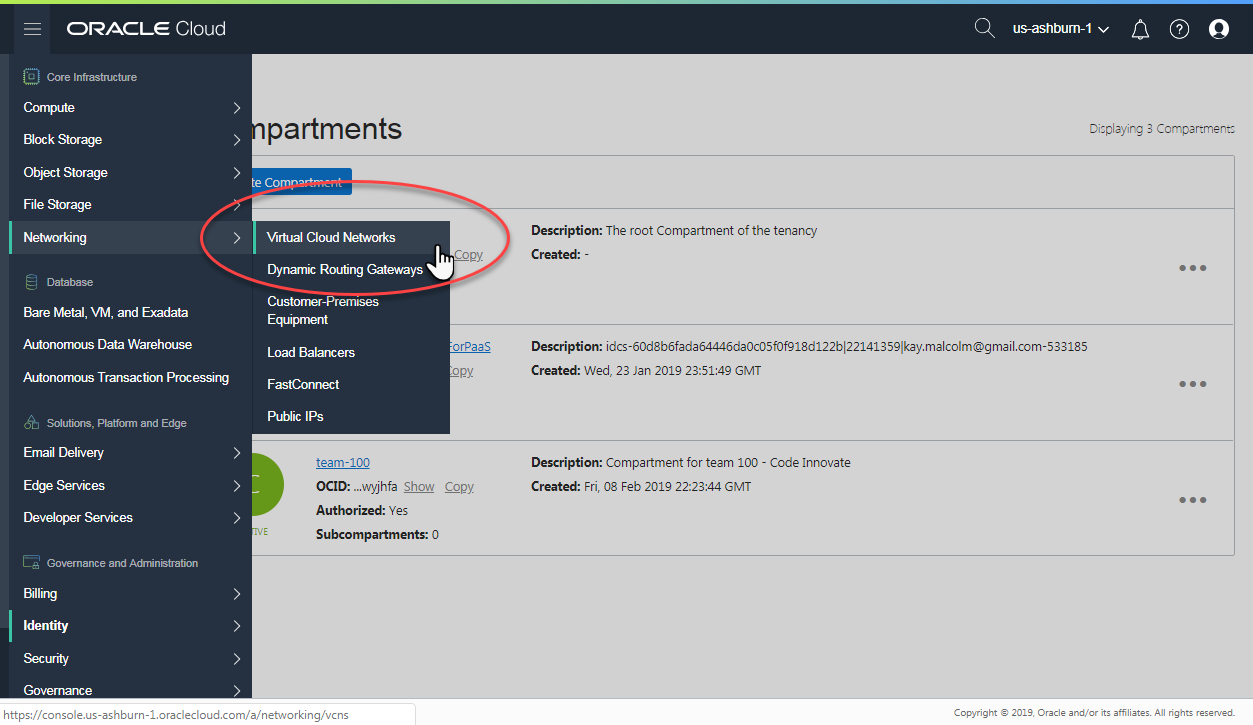 ORACLE Cloud
us-ashburn-1
Core Infrastructure
Compute
Block Storage
Object Storage
File Storage
Networking
Database
Bare Metal, VM, and Exadata
Autonomous Data Warehouse
Autonomous Transaction Processing
Solutions, Platform and Edge
Email Delivery
Edge Services
Developer Services
Governance and Administration
Billing
Identity
Security
Governance
Virtual Cloud Networks
Dynamic Routing Gateways
Customer-Premises
Equipment
Load Balancers
FastConnect
Public IPs
mpartments
Displaying 3 Compartments
te Compartment
Copy
Description: The root Compartment of the tenancy
Created: -
ForPaaS
Copy
Description: idcs-60d8b6fada64446da0c05f0f918d122b|22141359|kay.malcolm@gmail.com-533185
Created: Wed, 23 Jan 2019 23:51:49 GMT
C
TIVE
team-100
OCID: ...wyjhfa Show Copy
Authorized: Yes
Subcompartments: 0
Description: Compartment for team 100 - Code Innovate
Created: Fri, 08 Feb 2019 22:23:44 GMT
https://console.us-ashburn-1.oraclecloud.com/a/networking/vcns
Copyright © 2019, Oracle and/or its affiliates. All rights reserved.